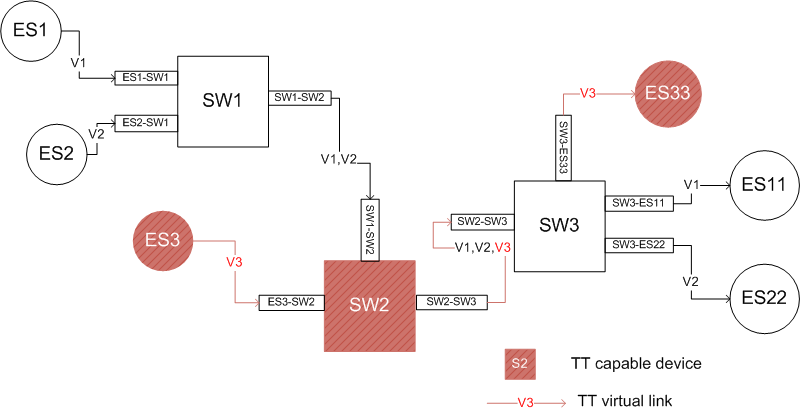 ES1
V1
ES1-SW1
SW1
SW1-SW2
ES2
V2
ES2-SW1
V1,V2
SW1-SW2
ES3
V3
ES3-SW2
SW2
SW2-SW3
V1,V2,V3
SW2-SW3
SW3
SW3-ES33
V3
ES33
SW3-ES11
V1
ES11
SW3-ES22
V2
ES22
S2
TT capable device
V3
TT virtual link